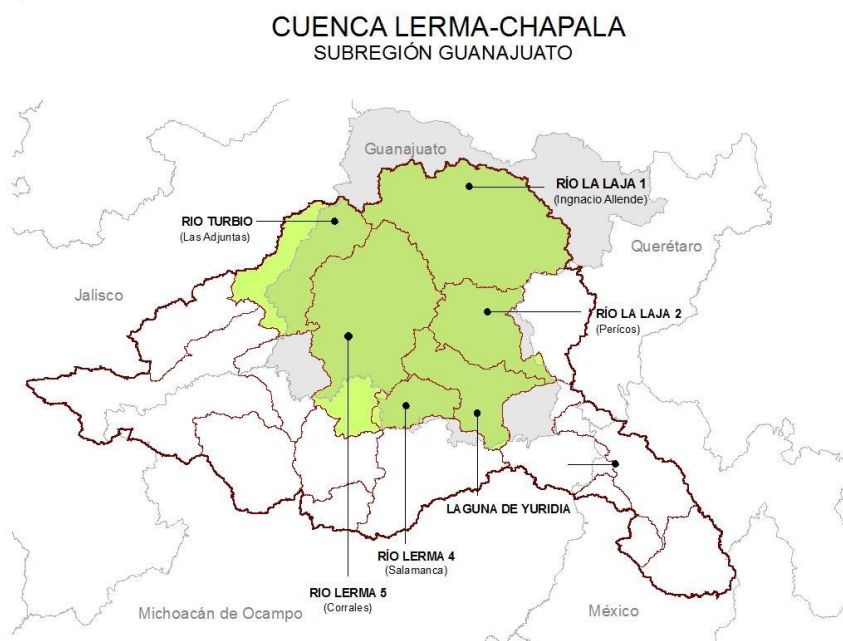 CUENCA LERMA-CHAPALA
SUBREGIÓN GUANAJUATO
Guanajuato
RÍO LA LAJA 1
(Ingnacio Allende)
RIO TURBIO
(Las Adjuntas)
Querétaro
Jalisco
RÍO LA LAJA 2
(Perícos)
LAGUNA DE YURIDIA
RÍO LERMA 4
(Salamanca)
RIO LERMA 5
(Corrales)
Michoacán de Ocampo
México